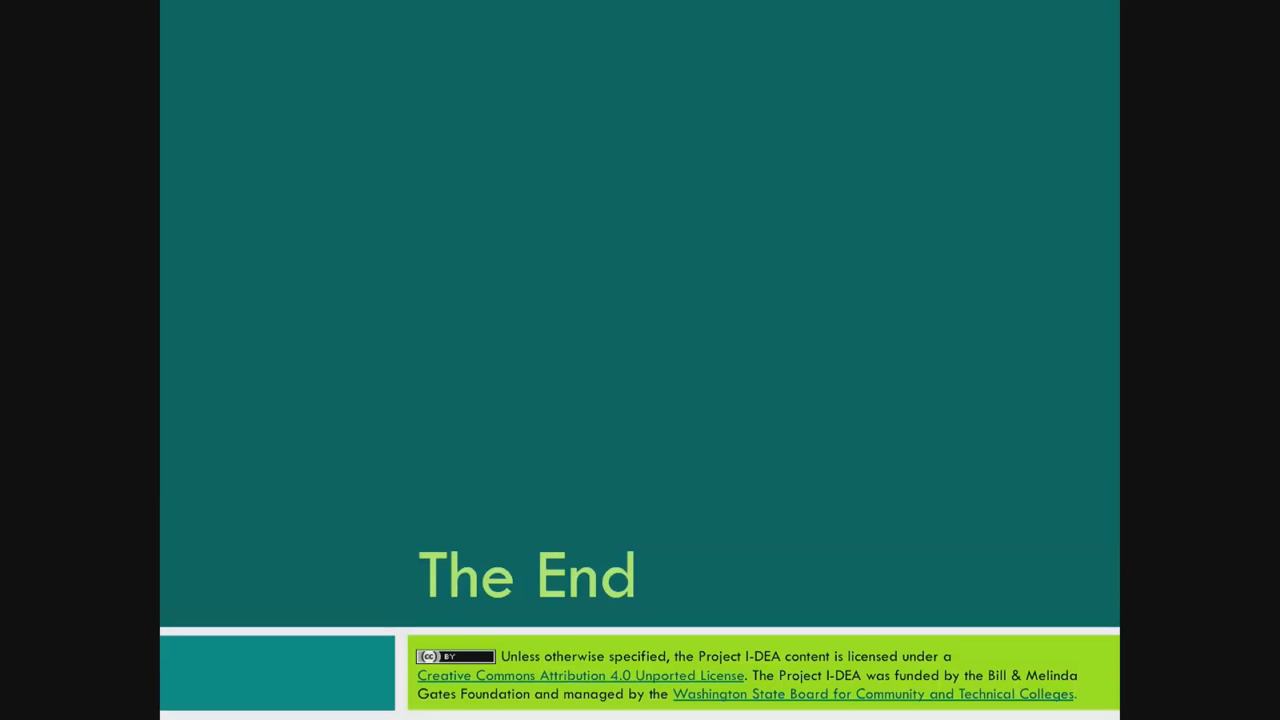 The End
cc BY Unless otherwise specified, the Project I-DEA content is licensed under a
Creative Commons Attribution 4.0 Unported License. The Project I-DEA was funded by the Bill & Melinda
Gates Foundation and managed by the Washington State Board for Community and Technical Colleges.